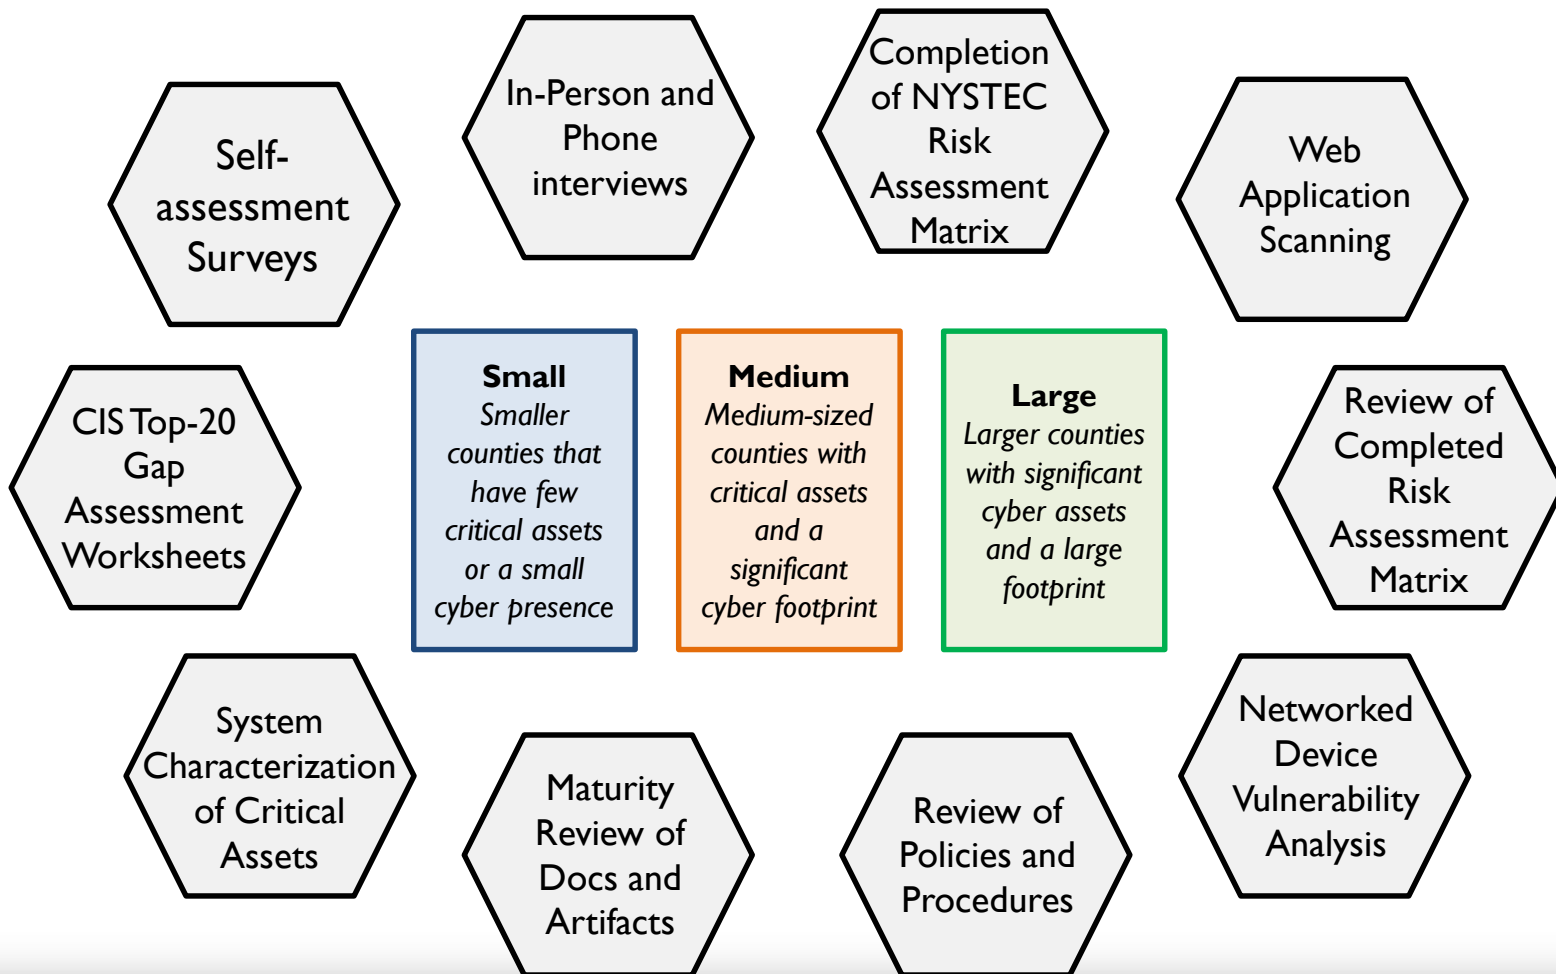 Self-
assessment
Surveys
In-Person and
Phone
interviews
Completion
of NYSTEC
Risk
Assessment
Matrix
Web
Application
Scanning
CIS Top-20
Gap
Assessment
Worksheets
Small
Smaller
counties that
have few
critical assets
or a small
cyber presence
Medium
Medium-sized
counties with
critical assets
and a
significant
cyber footprint
Large
Larger counties
with significant
cyber assets
and a large
footprint
Review of
Completed
Risk
Assessment
Matrix
System
Characterization
of Critical
Assets
Maturity
Review of
Docs and
Artifacts
Review of
Policies and
Procedures
Networked
Device
Vulnerability
Analysis